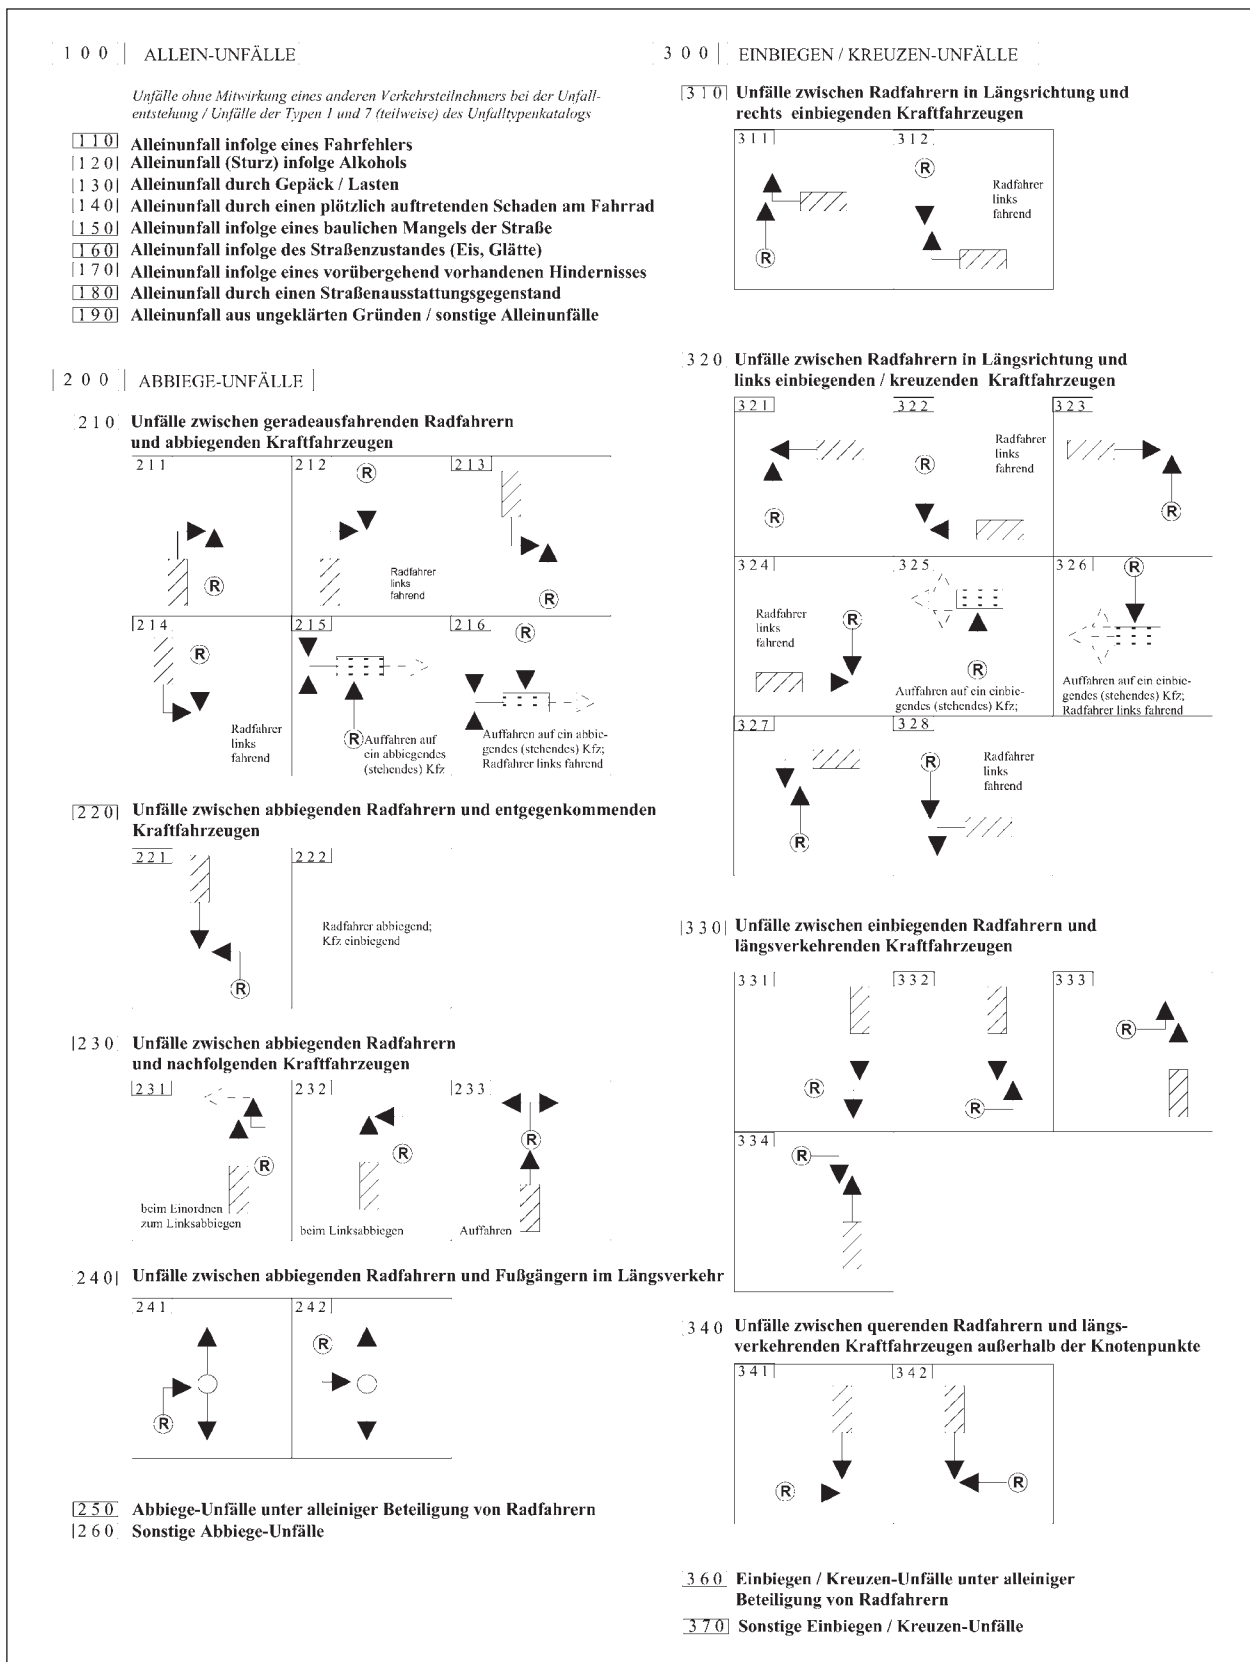 100 ALLEIN-UNFÄLLE
Unfälle ohne Mitwirkung eines anderen Verkehrsteilnehmers bei der Unfall-
entstehung / Unfälle der Typen 1 und 7 (teilweise) des Unfalltypenkatalogs
110 Alleinunfall infolge eines Fahrfehlers
120 Alleinunfall (Sturz) infolge Alkohols
130 Alleinunfall durch Gepäck / Lasten
140 Alleinunfall durch einen plötzlich auftretenden Schaden am Fahrrad
150 Alleinunfall infolge eines baulichen Mangels der Straße
160 Alleinunfall infolge des Straßenzustandes (Eis, Glätte)
170 Alleinunfall infolge eines vorübergehend vorhandenen Hindernisses
180 Alleinunfall durch einen Straßenausstattungsgegenstand
190 Alleinunfall aus ungeklärten Gründen / sonstige Alleinunfälle
200 ABBIEGE-UNFÄLLE
210 Unfälle zwischen geradeausfahrenden Radfahrern
und abbiegenden Kraftfahrzeugen
211 212 213
R
R
Radfahrer
links
fahrend
R
214 215 216
R
Radfahrer
links
fahrend
R Auffahren auf
ein abbiegendes
(stehendes) Kfz
R
Auffahren auf ein abbie-
gendes (stehendes) Kfz;
Radfahrer links fahrend
220 Unfälle zwischen abbiegenden Radfahrern und entgegenkommenden
Kraftfahrzeugen
221 222
R
Radfahrer abbiegend;
Kfz einbiegend
230 Unfälle zwischen abbiegenden Radfahrern
und nachfolgenden Kraftfahrzeugen
231 232 233
R
beim Einordnen
zum Linksabbiegen
R
beim Linksabbiegen
R
Auffahren
240 Unfälle zwischen abbiegenden Radfahrern und Fußgängern im Längsverkehr
241 242
R
R
250 Abbiege-Unfälle unter alleiniger Beteiligung von Radfahrern
260 Sonstige Abbiege-Unfälle
300 EINBIEGEN / KREUZEN-UNFÄLLE
310 Unfälle zwischen Radfahrern in Längsrichtung und
rechts einbiegenden Kraftfahrzeugen
311 312
R
R
Radfahrer
links
fahrend
320 Unfälle zwischen Radfahrern in Längsrichtung und
links einbiegenden / kreuzenden Kraftfahrzeugen
321 322 323
R
R
Radfahrer
links
fahrend
R
324 325 326
Radfahrer
links
fahrend
R
R
Auffahren auf ein einbie-
gendes (stehendes) Kfz;
R
Auffahren auf ein einbie-
gendes (stehendes) Kfz;
Radfahrer links fahrend
327 328
R
R
Radfahrer
links
fahrend
330 Unfälle zwischen einbiegenden Radfahrern und
längsverkehrenden Kraftfahrzeugen
331 332 333
R
R
R
334
R
340 Unfälle zwischen querenden Radfahrern und längs-
verkehrenden Kraftfahrzeugen außerhalb der Knotenpunkte
341 342
R
R
360 Einbiegen / Kreuzen-Unfälle unter alleiniger
Beteiligung von Radfahrern
370 Sonstige Einbiegen / Kreuzen-Unfälle